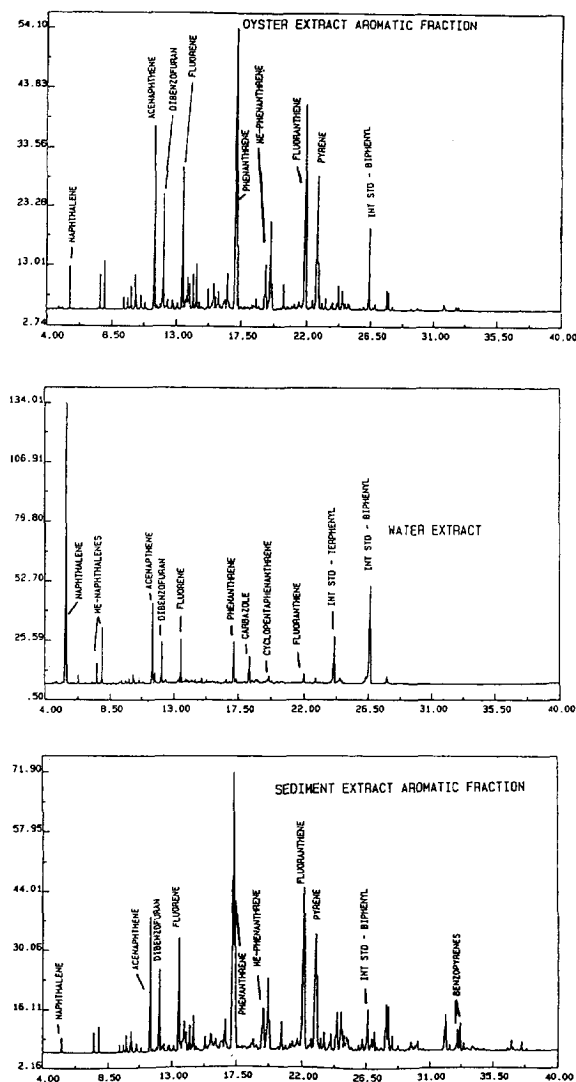 OYSTER EXTRACT AROMATIC FRACTION
54.10
43.83
33.56
23.28
13.01
2.74
NAPHTHALENE
ACENAPHTHENE
DIBENZOFURAN
FLUORENE
PHENANTHRENE
ME-PHENANTHRENE
FLUORANTHENE
PYRENE
INT STD - BIPHENYL
4.00 8.50 13.00 17.50 22.00 26.50 31.00 35.50 40.00
WATER EXTRACT
134.01
106.91
79.80
52.70
25.59
.50
NAPHTHALENE
ME-NAPHTHALENES
ACENAPTHENE
DIBENZOFURAN
FLUORENE
PHENANTHRENE
CARBAZOLE
CYCLOPENTAPHENANTHRENE
FLUORANTHENE
INT STD - TERPHENYL
INT STD - BIPHENYL
4.00 8.50 13.00 17.50 22.00 26.50 31.00 35.50 40.00
SEDIMENT EXTRACT AROMATIC FRACTION
71.90
57.95
44.01
30.06
16.11
2.16
NAPHTHALENE
ACENAPHTHENE
DIBENZOFURAN
FLUORENE
PHENANTHRENE
ME-PHENANTHRENE
FLUORANTHENE
PYRENE
INT STD - BIPHENYL
BENZOPYRENES
4.00 8.50 13.00 17.50 22.00 26.50 31.00 35.50 40.00